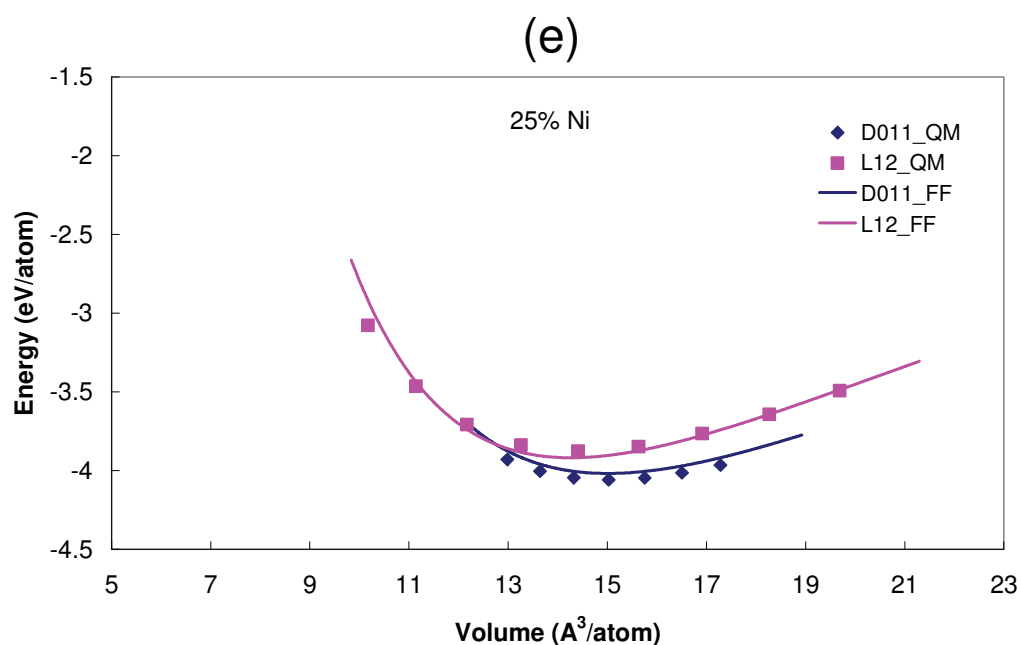 (e)
-1.5
25% Ni
D011_QM
L12_QM
D011_FF
L12_FF
-2
-2.5
-3
-3.5
-4
-4.5
Energy (eV/atom)
5 7 9 11 13 15 17 19 21 23
Volume (A³/atom)